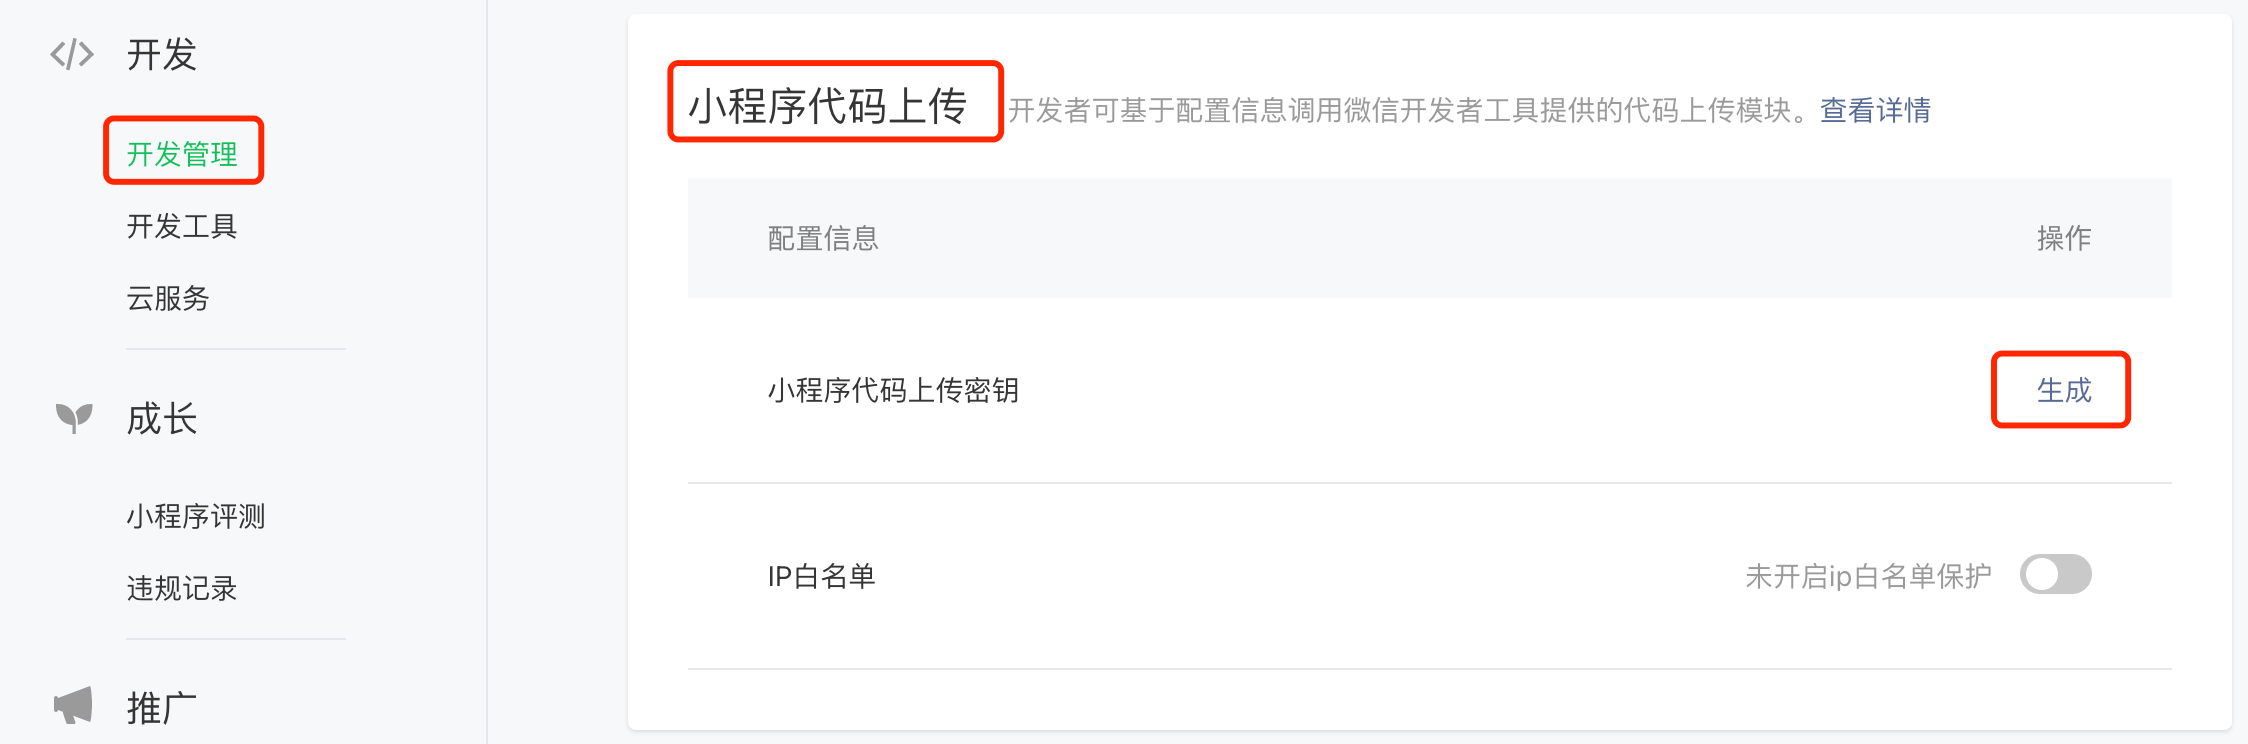 开发
开发管理
开发工具
云服务
成长
小程序评测
违规记录
推广
小程序代码上传 开发者可基于配置信息调用微信开发者工具提供的代码上传模块。查看详情
配置信息 操作
小程序代码上传密钥 生成
IP白名单 未开启ip白名单保护